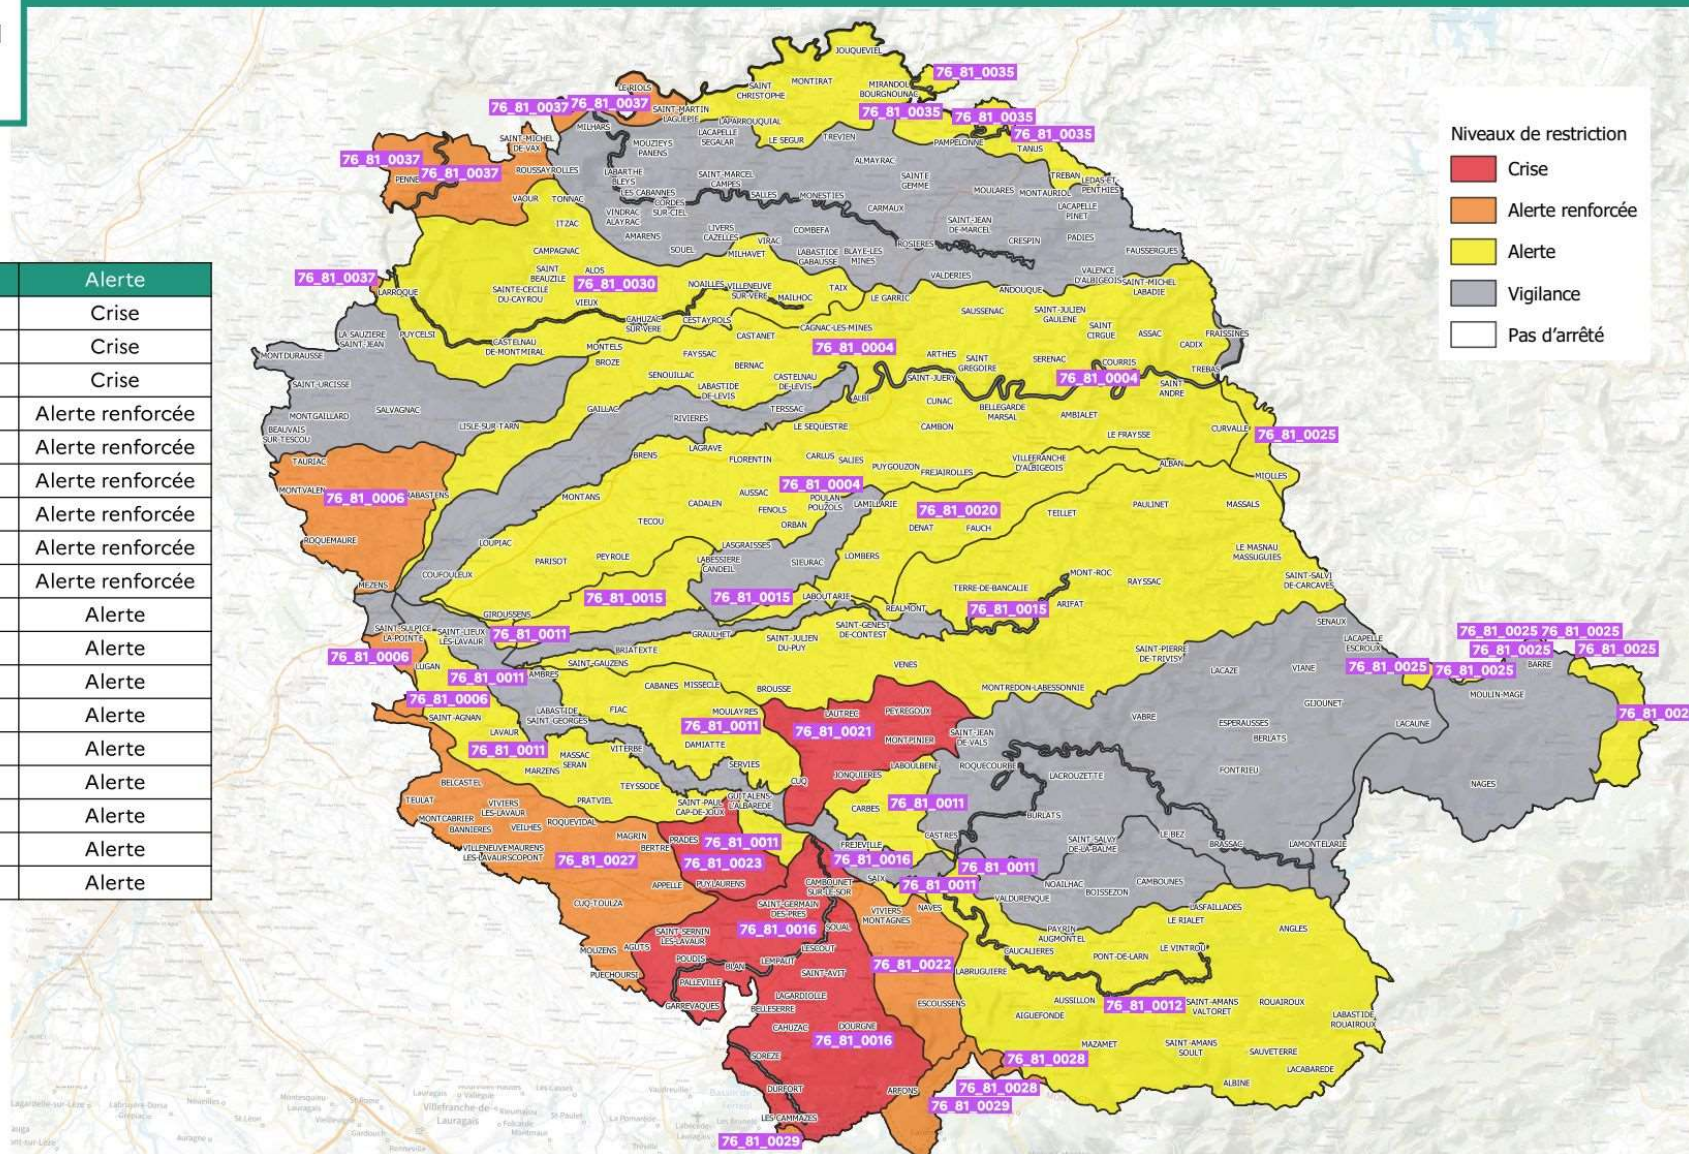 Alerte
Crise
Crise
Crise
Alerte renforcée
Alerte renforcée
Alerte renforcée
Alerte renforcée
Alerte renforcée
Alerte renforcée
Alerte
Alerte
Alerte
Alerte
Alerte
Alerte
Alerte
Alerte
Alerte
Niveaux de restriction
Crise
Alerte renforcée
Alerte
Vigilance
Pas d'arrêté
JOUQUEVIEL
76_81_0035
MONTIRAT
SAINT
CHRISTOPHE
MIRANDOL
BOURGNOUNAC
LE RIOLS
76_81_0037
76_81_0037
SAINT-MARTIN
LAGUEPIE
LAPARROUQUIAL
76_81_0035
76_81_0035
76_81_0035
MILHARS
LACAPELLE
SEGALAR
LE SEGUR
TREVIEN
PAMPELONNE
TANUS
SAINT-MICHEL
DE-VAX
MOUZIEYS
PANENS
76_81_0037
76_81_0037
PENNE
ROUSSAYROLLES
LABARTHE
BLEYS
SAINT-MARCEL
CAMPES
ALMAYRAC
SAINTE
GEMME
TREBAN
LEDAS-ET
PENTHIES
MOULARES
MONTAURIOL
VAOUR
TONNAC
LES CABANNES
CORDES
SUR-CIEL
SALLES
MONESTIES
CARMAUX
LACAPELLE
PINET
VINDRAC
ALAYRAC
ITZAC
AMARENS
LIVERS
CAZELLES
COMBEFA
SAINT-JEAN
DE-MARCEL
CRESPIN
PADIES
FAUSSERGUES
CAMPAGNAC
SOUEL
VIRAC
MILHAVET
LABASTIDE
GABAUSSE
BLAYE-LES
MINES
ROSIERES
VALDERIES
VALENCE
D'ALBIGEOIS
SAINT-MICHEL
LABADIE
76_81_0037
LARROQUE
SAINT
BEAUZILE
ALOS
76_81_0030
SAINTE-CECILE
DU-CAYROU
VIEUX
NOAILLES
VILLENEUVE
SUR-VERE
MAILHOC
TAIX
LE GARRIC
ANDOUQUE
LA SAUZIERE
SAINT-JEAN
PUYCELSI
CASTELNAU
DE-MONTMIRAL
CAHUZAC
SUR-VERE
CESTAYROLS
CASTANET
CAGNAC-LES-MINES
SAUSSENAC
SAINT-JULIEN
GAULENE
SAINT
CIRGUE
ASSAC
CADIX
FRAISSINES
MONTDURAUSSE
MONTELS
BROZE
FAYSSAC
BERNAC
76_81_0004
ARTHES
SAINT
GREGOIRE
SERENAC
COURRIS
TREBAS
SAINT-URCISSE
SENOUILLAC
LABASTIDE
DE-LEVIS
CASTELNAU
DE-LEVIS
SAINT-JUERY
76_81_0004
SAINT
ANDRE
MONTGAILLARD
SALVAGNAC
GAILLAC
RIVIERES
TERSSAC
ALBI
CUNAC
BELLEGARDE
MARSAL
AMBIALET
BEAUVAIS
SUR-TESCOU
LISLE-SUR-TARN
LE SEQUESTRE
CAMBON
LE FRAYSSE
CURVALLE
76_81_0025
TAURIAC
BRENS
LAGRAVE
FLORENTIN
CARLUS
SALIES
PUYGOUZON
FREJAIROLLES
VILLEFRANCHE
D'ALBIGEOIS
ALBAN
MIOLLES
MONTVALEN
76_81_0006
RABASTENS
MONTANS
CADALEN
AUSSAC
FENOLS
76_81_0004
POULAN
POUZOLS
LAMILLARIE
76_81_0020
TEILLET
PAULINET
MASSALS
ROQUEMAURE
LOUPIAC
TECOU
ORBAN
DENAT
FAUCH
LE MASNAU
MASSUGUIES
PARISOT
PEYROLE
LASGRAISSES
LABESSIERE
CANDEIL
SIEURAC
LOMBERS
COUFOULEUX
MEZENS
TERRE-DE-BANCALIE
MONT-ROC
RAYSSAC
SAINT-SALVI
DE-CARCAVES
76_81_0015
76_81_0015
LABOUTARIE
REALMONT
76_81_0015
ARIFAT
GIROUSSENS
SAINT-SULPICE
LA-POINTE
SAINT-LIEUX
LES-LAVAUR
76_81_0011
GRAULHET
BRIATEXTE
SAINT-JULIEN
DU-PUY
SAINT-GENEST
DE-CONTEST
SENAUX
LACAPELLE
ESCROUX
76_81_0006
LUGAN
76_81_0011
AMBRES
SAINT-GAUZENS
VENES
SAINT-PIERRE
DE-TRIVISY
LACAZE
VIANE
76_81_0025
76_81_0025
76_81_0025
76_81_0025
76_81_0025
76_81_0025
BARRE
MOULIN-MAGE
76_81_0006
SAINT-AGNAN
CABANES
MISSECLE
BROUSSE
MONTREDON-LABESSONNIE
GIJOUNET
76_81_002
LABASTIDE
SAINT-GEORGES
FIAC
MOULAYRES
76_81_0011
LAUTREC
76_81_0021
PEYREGOUX
VABRE
ESPERAUSSES
BERLATS
LACAUNE
LAVAUR
76_81_0011
MASSAC
SERAN
VITERBE
DAMIATTE
MONTPINIER
SAINT-JEAN
DE-VALS
FONTRIEU
NAGES
MARZENS
TEYSSODE
SERVIES
CUQ
JONQUIERES
LABOULBENE
ROQUECOURBE
LACROUZETTE
BELCASTEL
TEULAT
PRATVIEL
SAINT-PAUL
CAP-DE-JOUX
GUITALENS
L'ALBAREDE
CARBES
76_81_0011
BURLATS
MONTCABRIER
BANNIERES
VIVIERS
LES-LAVAUR
VEILHES
ROQUEVIDAL
MAGRIN
PRADES
76_81_0011
FREJEVILLE
CASTRES
SAINT-SALVY
DE-LA-BALME
LE BEZ
BRASSAC
LAMONTELARIE
VILLENEUVE
LES-LAVAUR
MAURENS
SCOPONT
76_81_0027
BERTRE
76_81_0023
76_81_0016
76_81_0011
APPELLE
PUYLAURENS
CAMBOUNET
SUR-LE-SOR
SAIX
76_81_0011
NOAILHAC
BOISSEZON
CAMBOUNES
VALDURENQUE
CUQ-TOULZA
SAINT-GERMAIN
DES-PRES
VIVIERS
MONTAGNES
NAVES
LASFAILLADES
LE RIALET
SAINT-SERNIN
LES-LAVAUR
76_81_0016
SOUAL
PAYRIN
AUGMONTEL
ANGLES
MOUZENS
AGUTS
LESCOUT
CAUCALIERES
LE VINTROU
PONT-DE-LARN
PUECHOURSI
POUDIS
BLAN
LEMPAUT
SAINT-AVIT
76_81_0022
LABRUGUIERE
PALLEVILLE
LAGARDIOLLE
GARREVAQUES
BELLESERRE
ESCOUSSENS
AUSSILLON
76_81_0012
SAINT-AMANS
VALTORET
ROUAIROUX
AIGUEFONDE
LABASTIDE
ROUAIROUX
CAHUZAC
DOURGNE
76_81_0016
MAZAMET
SAINT-AMANS
SOULT
SAUVETERRE
SOREZE
76_81_0028
LACABAREDE
DURFORT
ARFONS
76_81_0028
ALBINE
76_81_0029
LES-CAMMAZES
76_81_0029
Villefranche-de-
Lauragais
Revel